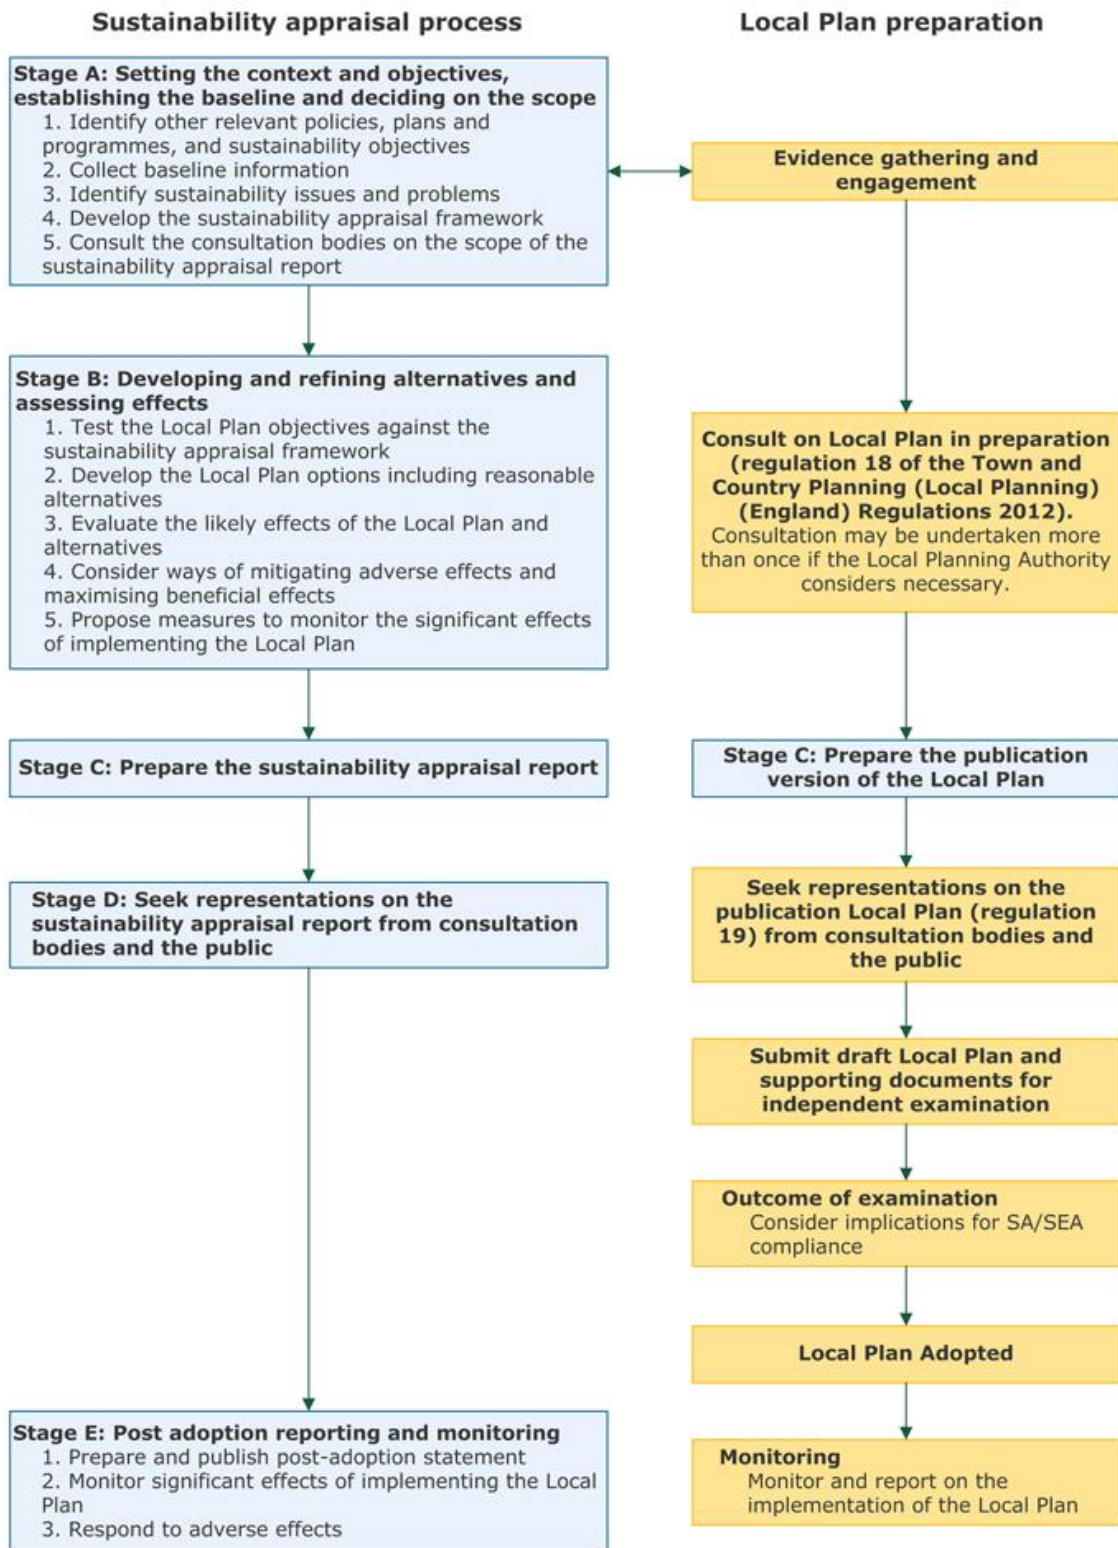 Sustainability appraisal process
Local Plan preparation
Stage A: Setting the context and objectives,
establishing the baseline and deciding on the scope
1. Identify other relevant policies, plans and
programmes, and sustainability objectives
2. Collect baseline information
3. Identify sustainability issues and problems
4. Develop the sustainability appraisal framework
5. Consult the consultation bodies on the scope of the
sustainability appraisal report
Evidence gathering and
engagement
Stage B: Developing and refining alternatives and
assessing effects
1. Test the Local Plan objectives against the
sustainability appraisal framework
2. Develop the Local Plan options including reasonable
alternatives
3. Evaluate the likely effects of the Local Plan and
alternatives
4. Consider ways of mitigating adverse effects and
maximising beneficial effects
5. Propose measures to monitor the significant effects
of implementing the Local Plan
Consult on Local Plan in preparation
(regulation 18 of the Town and
Country Planning (Local Planning)
(England) Regulations 2012).
Consultation may be undertaken more
than once if the Local Planning Authority
considers necessary.
Stage C: Prepare the sustainability appraisal report
Stage C: Prepare the publication
version of the Local Plan
Stage D: Seek representations on the
sustainability appraisal report from consultation
bodies and the public
Seek representations on the
publication Local Plan (regulation
19) from consultation bodies and
the public
Submit draft Local Plan and
supporting documents for
independent examination
Outcome of examination
Consider implications for SA/SEA
compliance
Local Plan Adopted
Stage E: Post adoption reporting and monitoring
1. Prepare and publish post-adoption statement
2. Monitor significant effects of implementing the Local
Plan
3. Respond to adverse effects
Monitoring
Monitor and report on the
implementation of the Local Plan